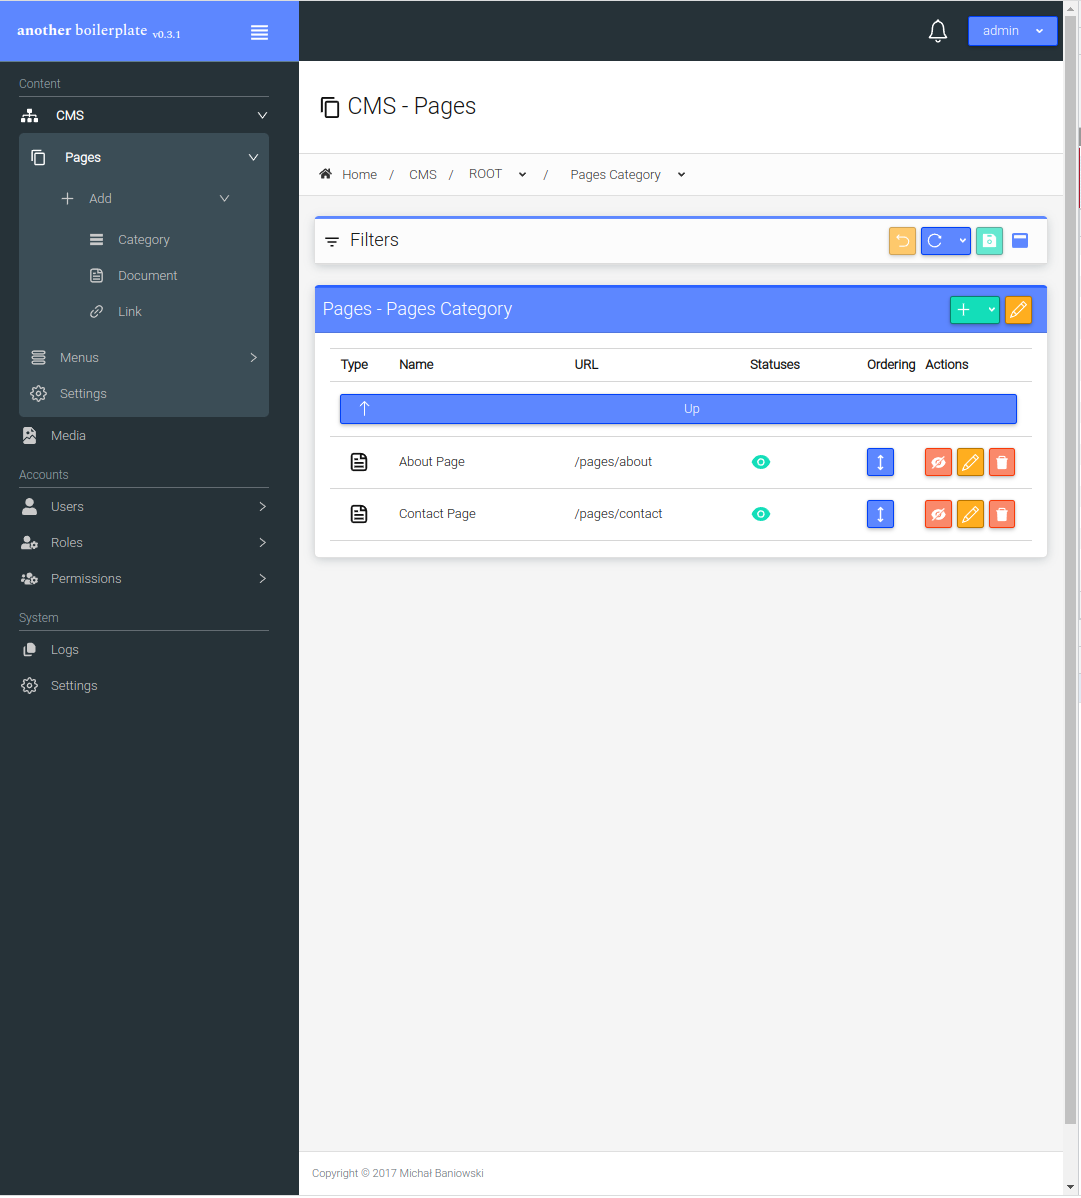 another boilerplate v0.3.1
admin
Content
CMS
Pages
Add
Category
Document
Link
Menus
Settings
Media
Accounts
Users
Roles
Permissions
System
Logs
Settings
CMS - Pages
Home / CMS / ROOT / Pages Category
Filters
Pages - Pages Category
Type Name URL Statuses Ordering Actions
Up
About Page /pages/about
Contact Page /pages/contact
Copyright © 2017 Michał Baniowski